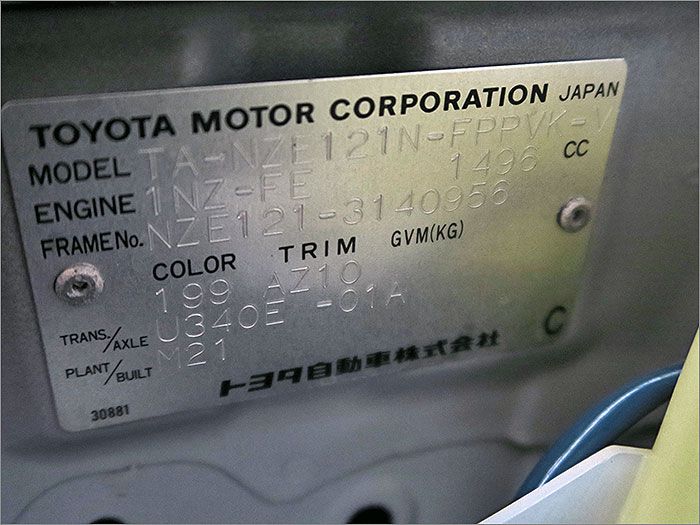 TOYOTA MOTOR CORPORATION JAPAN
MODEL TA-NZE121N-FPPVK-V
ENGINE 1NZ-FE 1496 CC
FRAME No. NZE121-3140956
COLOR TRIM GVM(KG)
199 AZ10
TRANS./AXLE U340E -01A
PLANT/BUILT M21
C
トヨタ自動車株式会社
30881